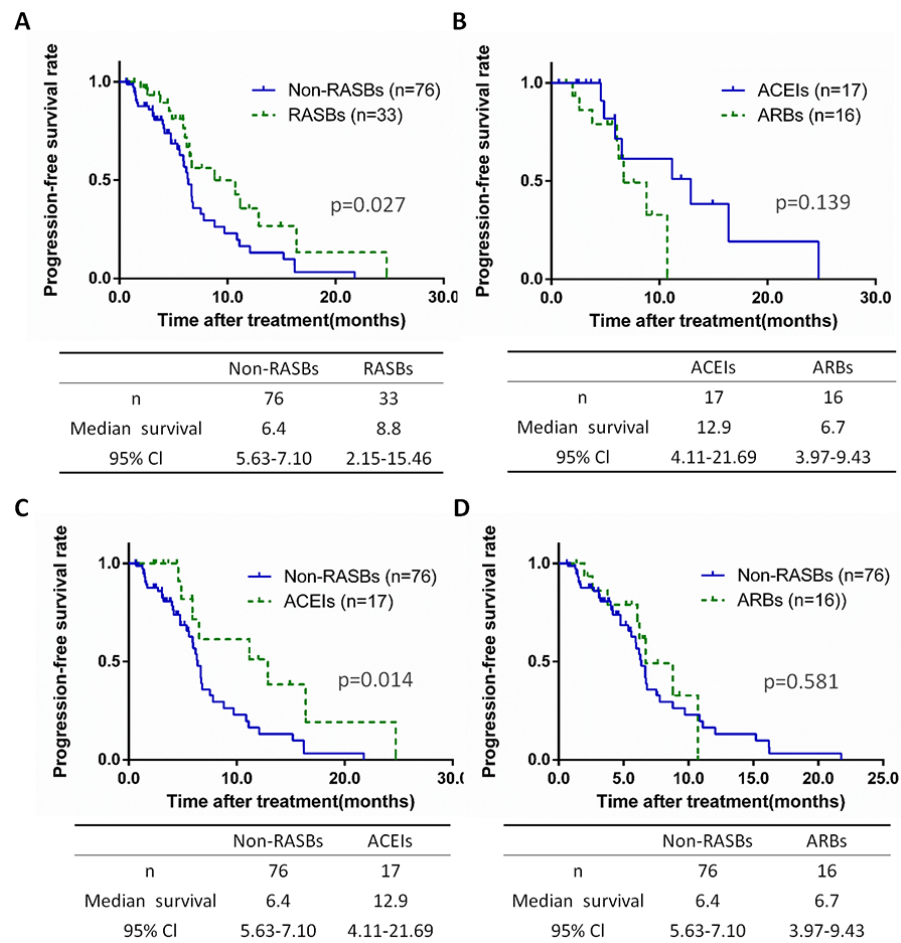 A
Progression-free survival rate
1.0
0.5
0.0
Non-RASBs (n=76)
RASBs (n=33)
p=0.027
0.0 10.0 20.0 30.0
Time after treatment(months)
Non-RASBs RASBs
n 76 33
Median survival 6.4 8.8
95% CI 5.63-7.10 2.15-15.46
B
Progression-free survival rate
1.0
0.5
0.0
ACEIs (n=17)
ARBs (n=16)
p=0.139
0.0 10.0 20.0 30.0
Time after treatment(months)
ACEIs ARBs
n 17 16
Median survival 12.9 6.7
95% CI 4.11-21.69 3.97-9.43
C
Progression-free survival rate
1.0
0.5
0.0
Non-RASBs (n=76)
ACEIs (n=17)
p=0.014
0.0 10.0 20.0 30.0
Time after treatment(months)
Non-RASBs ACEIs
n 76 17
Median survival 6.4 12.9
95% CI 5.63-7.10 4.11-21.69
D
Progression-free survival rate
1.0
0.5
0.0
Non-RASBs (n=76)
ARBs (n=16))
p=0.581
0.0 5.0 10.0 15.0 20.0 25.0
Time after treatment(months)
Non-RASBs ARBs
n 76 16
Median survival 6.4 6.7
95% CI 5.63-7.10 3.97-9.43